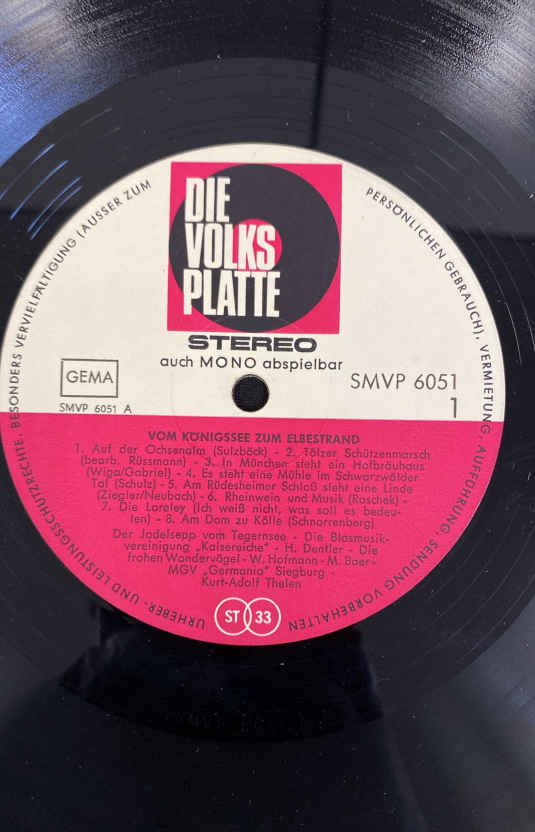 DIE
VOLKS
PLATTE
STEREO
auch MONO abspielbar
GEMA
SMVP 6051 A
SMVP 6051
1
VOM KÖNIGSSEE ZUM ELBESTRAND
1. Auf der Ochsenalm (Sulzböck) - 2. Tölzer Schützenmarsch
(bearb. Rüssmann) - 3. In München steht ein Hofbräuhaus
(Wiga/Gabriel) - 4. Es steht eine Mühle im Schwarzwälder
Tal (Schulz) - 5. Am Rüdesheimer Schloß steht eine Linde
(Ziegler/Neubach) - 6. Rheinwein und Musik (Raschek) -
7. Die Loreley (Ich weiß nicht, was soll es bedeu-
ten) - 8. Am Dom zu Kölle (Schnorrenberg)
Der Jodelsepp vom Tegernsee - Die Blasmusik-
vereinigung „Kaisereiche" - H. Dentler - Die
frohen Wandervögel - W. Hofmann - M. Baer -
MGV „Germania" Siegburg -
Kurt-Adolf Thelen
ST 33
URHEBER- UND LEISTUNGSSCHUTZRECHTE, BESONDERS VERVIELFÄLTIGUNG (AUSSER ZUM PERSÖNLICHEN GEBRAUCH), VERMIETUNG, AUFFÜHRUNG, SENDUNG VORBEHALTEN